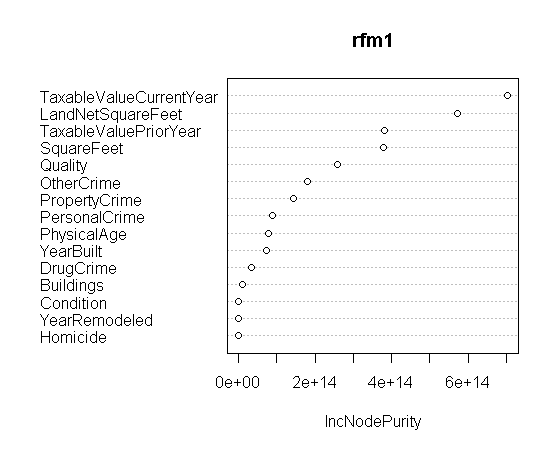 rfm1
TaxableValueCurrentYear
LandNetSquareFeet
TaxableValuePriorYear
SquareFeet
Quality
OtherCrime
PropertyCrime
PersonalCrime
PhysicalAge
YearBuilt
DrugCrime
Buildings
Condition
YearRemodeled
Homicide
0e+00 2e+14 4e+14 6e+14
IncNodePurity